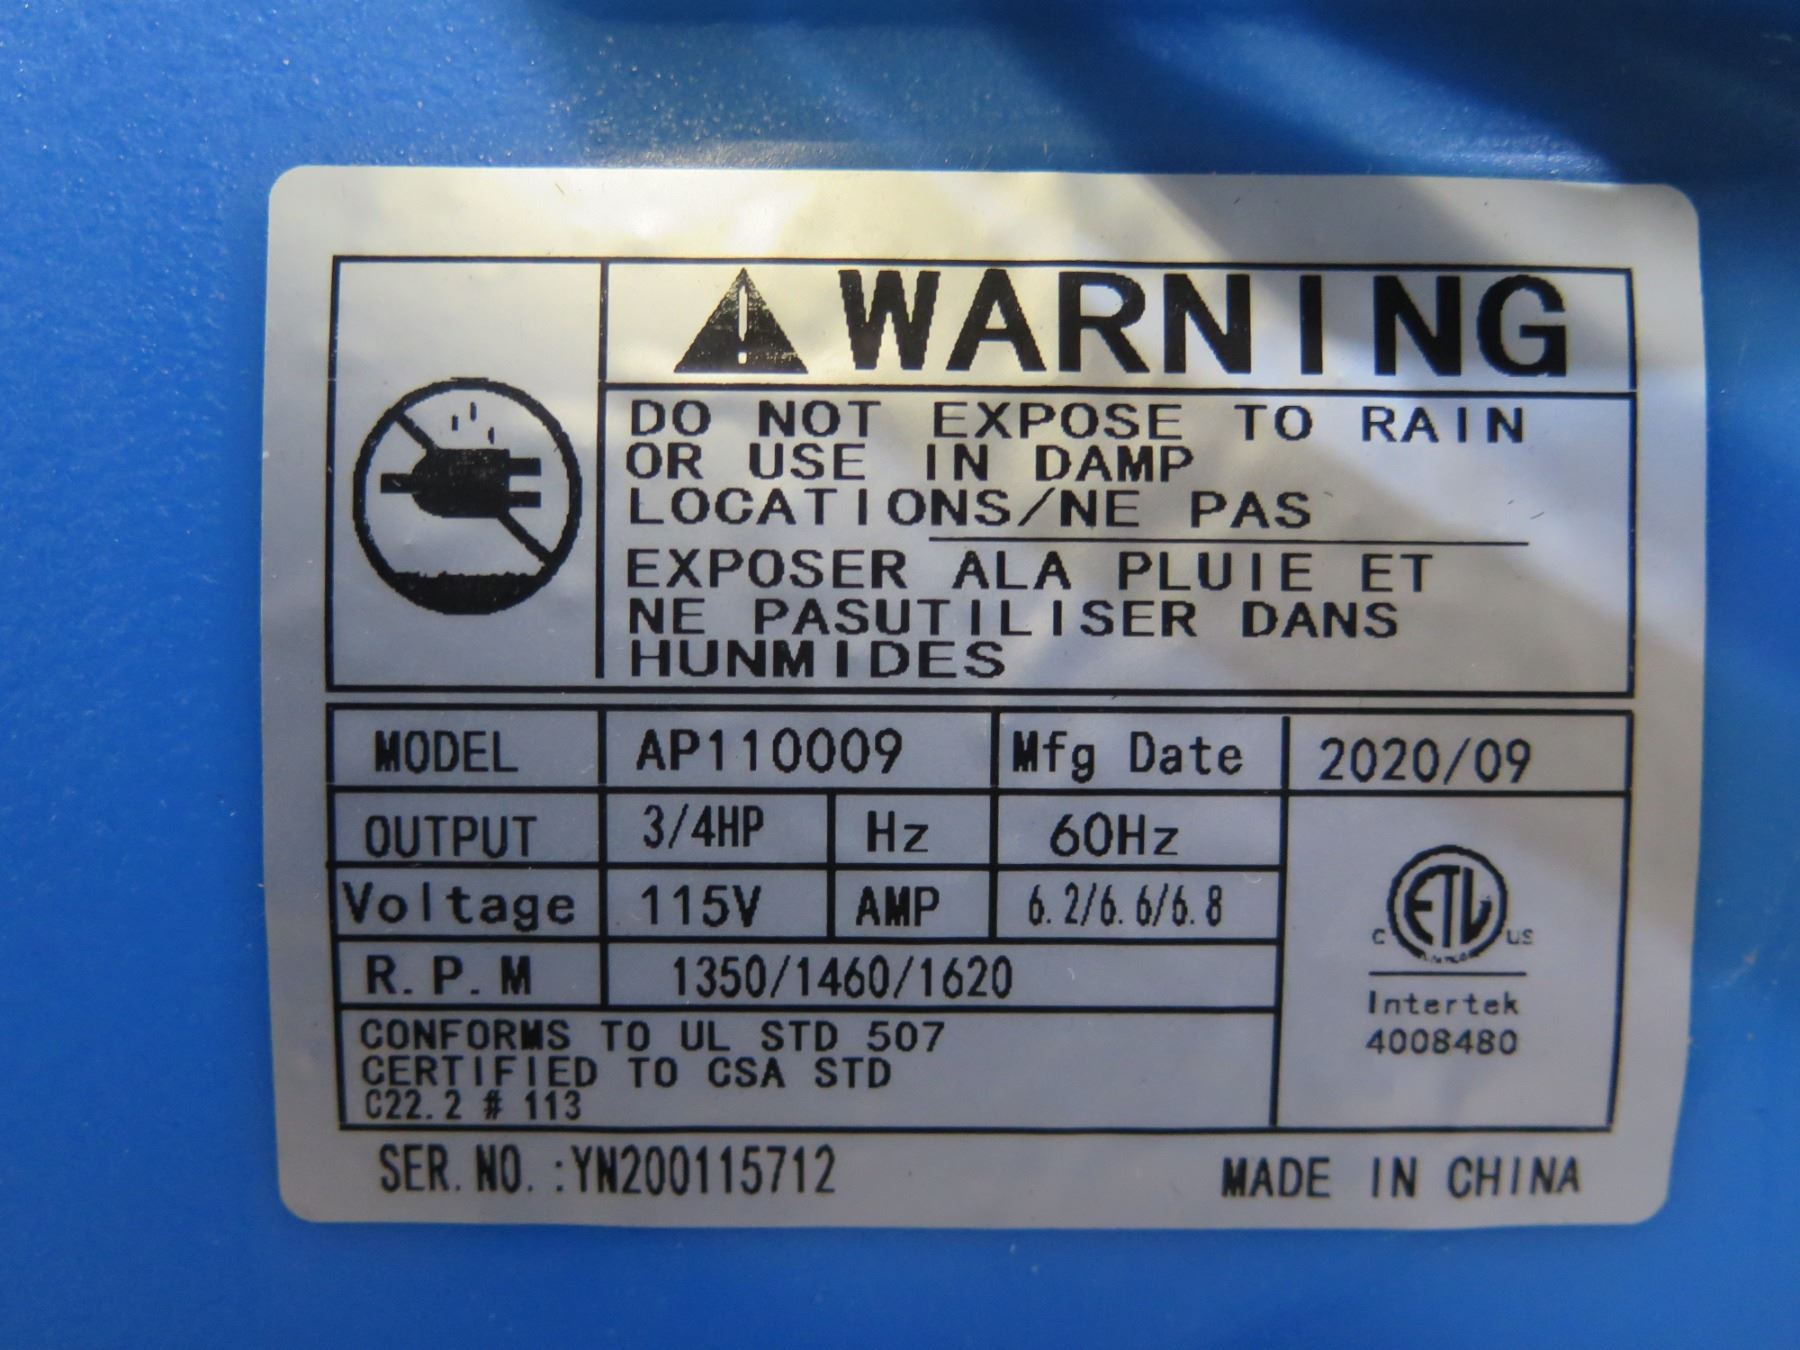 WARNING
DO NOT EXPOSE TO RAIN
OR USE IN DAMP
LOCATIONS/NE PAS
EXPOSER ALA PLUIE ET
NE PASUTILISER DANS
HUNMIDES
MODEL AP110009 Mfg Date 2020/09
OUTPUT 3/4HP Hz 60Hz
Voltage 115V AMP 6.2/6.6/6.8
R.P.M 1350/1460/1620
CONFORMS TO UL STD 507
CERTIFIED TO CSA STD
C22.2 # 113
C ETL US
Intertek
4008480
SER. NO. :YN200115712 MADE IN CHINA